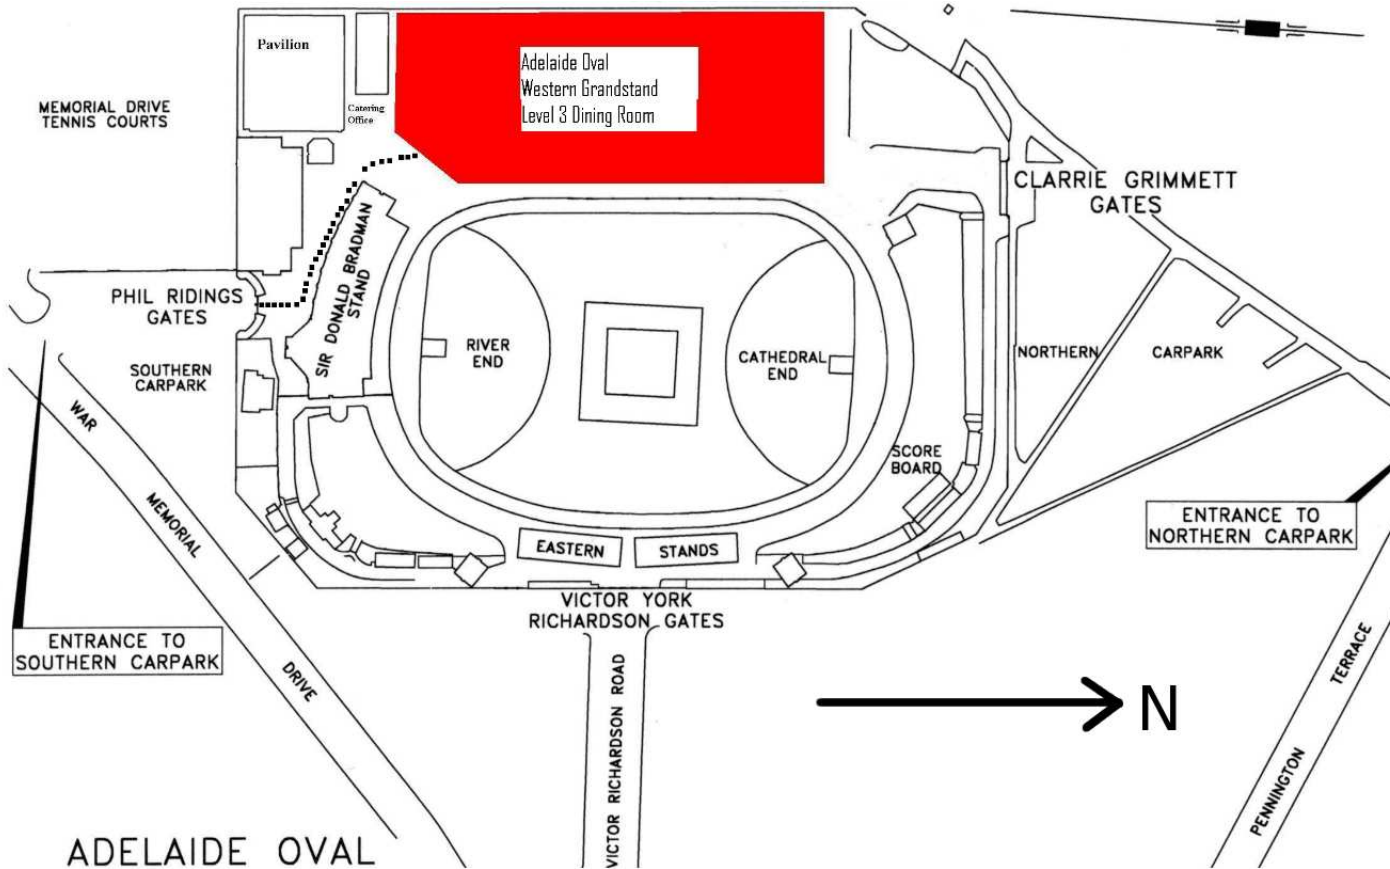 Pavilion
Adelaide Oval
Western Grandstand
Level 3 Dining Room
Catering
Office
MEMORIAL DRIVE
TENNIS COURTS
CLARRIE GRIMMETT
GATES
SIR DONALD BRADMAN
STAND
PHIL RIDINGS
GATES
RIVER
END
CATHEDRAL
END
NORTHERN
CARPARK
SOUTHERN
CARPARK
WAR
MEMORIAL
DRIVE
SCORE
BOARD
ENTRANCE TO
NORTHERN CARPARK
EASTERN
STANDS
VICTOR YORK
RICHARDSON GATES
ENTRANCE TO
SOUTHERN CARPARK
VICTOR RICHARDSON ROAD
N
PENNINGTON
TERRACE
ADELAIDE OVAL